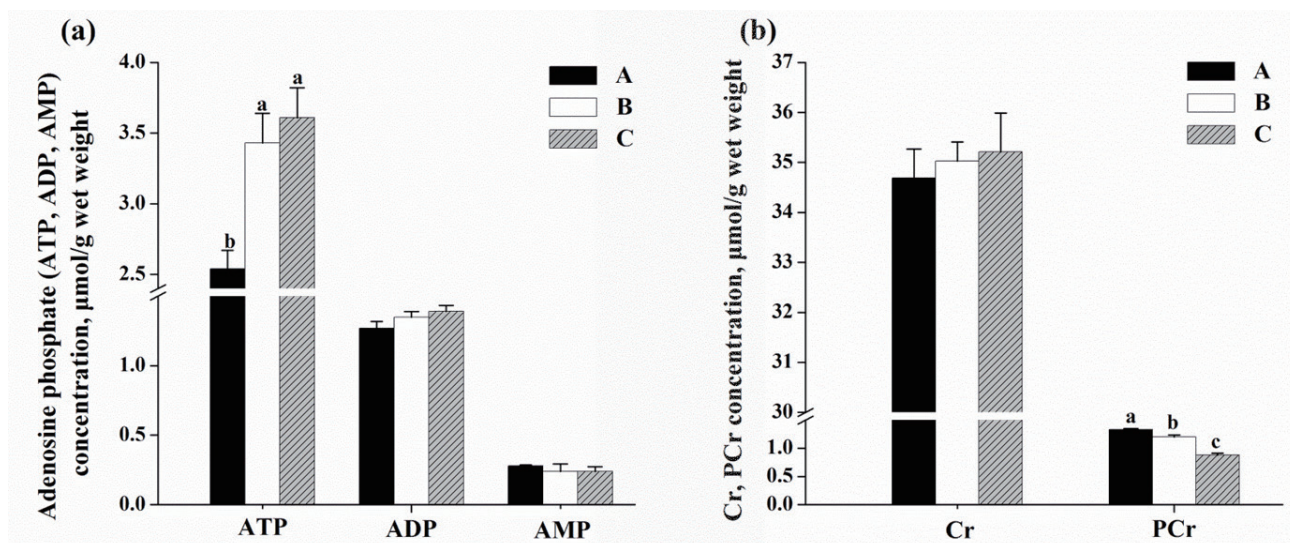 (a)
Adenosine phosphate (ATP, ADP, AMP)
concentration, μmol/g wet weight
4.0
3.5
3.0
2.5
1.0
0.5
0.0
b
a
a
A
B
C
ATP
ADP
AMP
(b)
Cr, PCr concentration, μmol/g wet weight
37
36
35
34
33
32
31
30
1.0
0.5
0.0
a
b
c
A
B
C
Cr
PCr